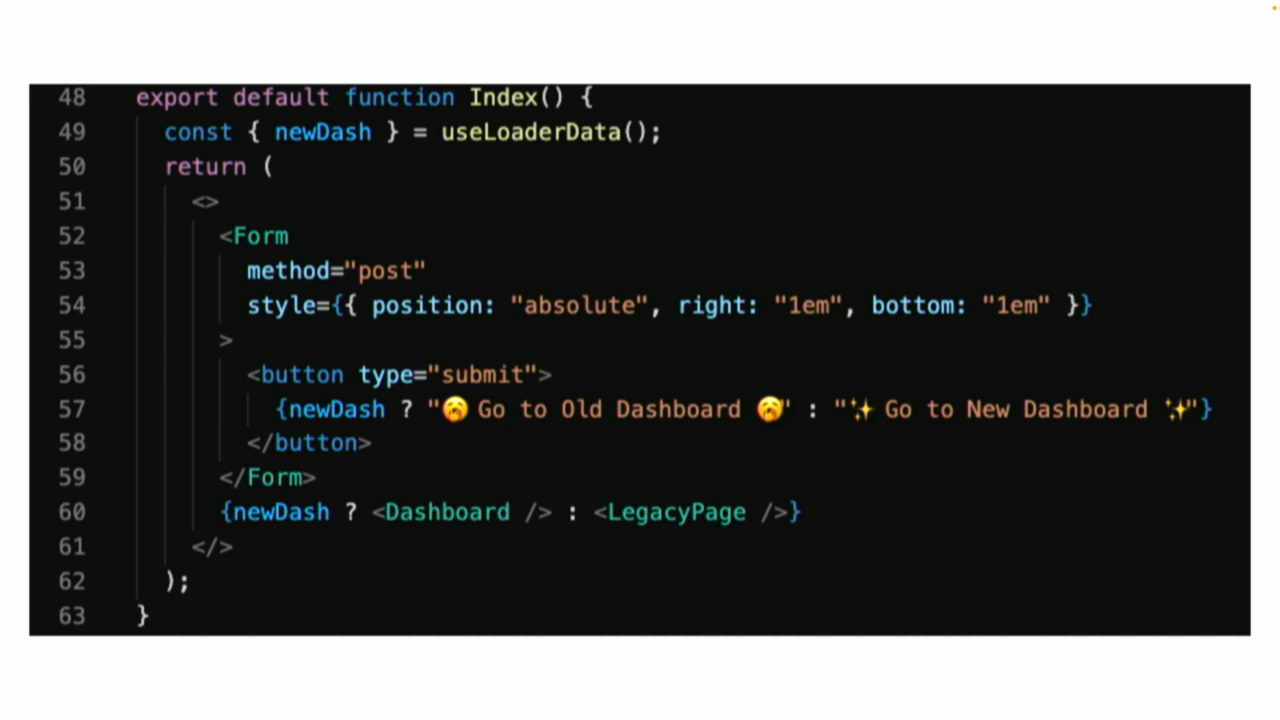 48 export default function Index() {
49 const { newDash } = useLoaderData();
50 return (
51 <>
52 <Form
53 method="post"
54 style={{ position: "absolute", right: "1em", bottom: "1em" }}
55 >
56 <button type="submit">
57 {newDash ? "🥱 Go to Old Dashboard 🥱" : "✨ Go to New Dashboard ✨"}
58 </button>
59 </Form>
60 {newDash ? <Dashboard /> : <LegacyPage />}
61 </>
62 );
63 }